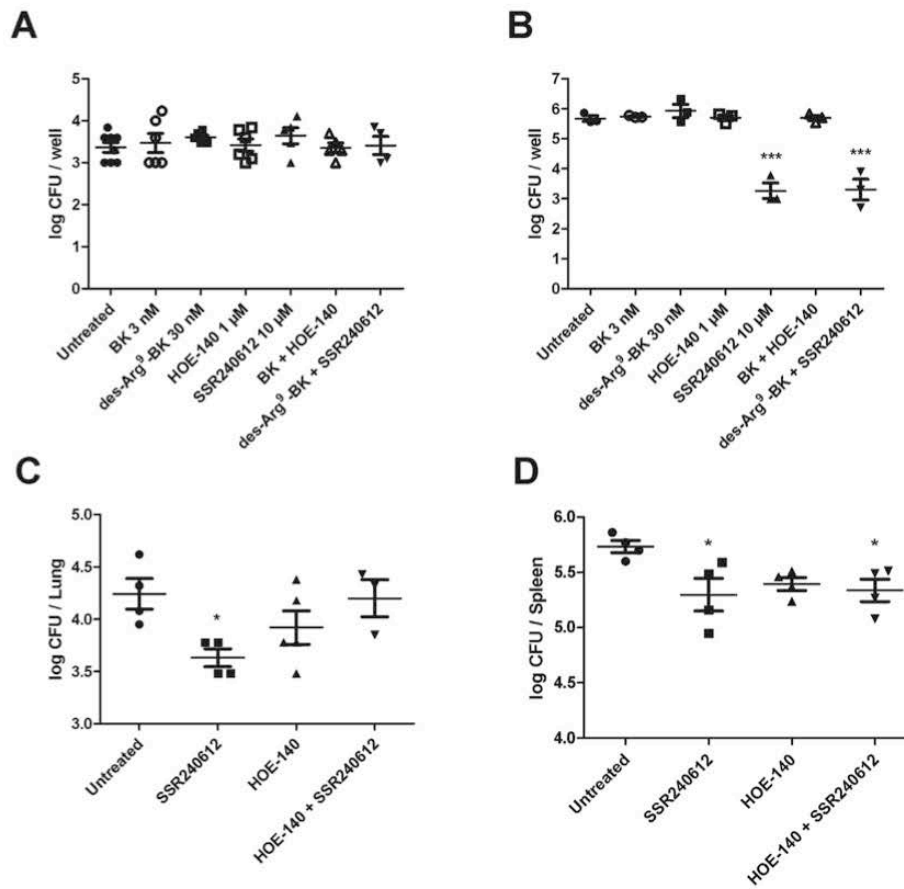 A
log CFU / well
5
4
3
2
1
0
Untreated
BK 3 nM
des-Arg⁹-BK 30 nM
HOE-140 1 µM
SSR240612 10 µM
BK + HOE-140
des-Arg⁹-BK + SSR240612
B
log CFU / well
7
6
5
4
3
2
1
0
***
***
Untreated
BK 3 nM
des-Arg⁹-BK 30 nM
HOE-140 1 µM
SSR240612 10 µM
BK + HOE-140
des-Arg⁹-BK + SSR240612
C
log CFU / Lung
5.0
4.5
4.0
3.5
3.0
*
Untreated
SSR240612
HOE-140
HOE-140 + SSR240612
D
log CFU / Spleen
6.0
5.5
5.0
4.5
4.0
*
*
Untreated
SSR240612
HOE-140
HOE-140 + SSR240612